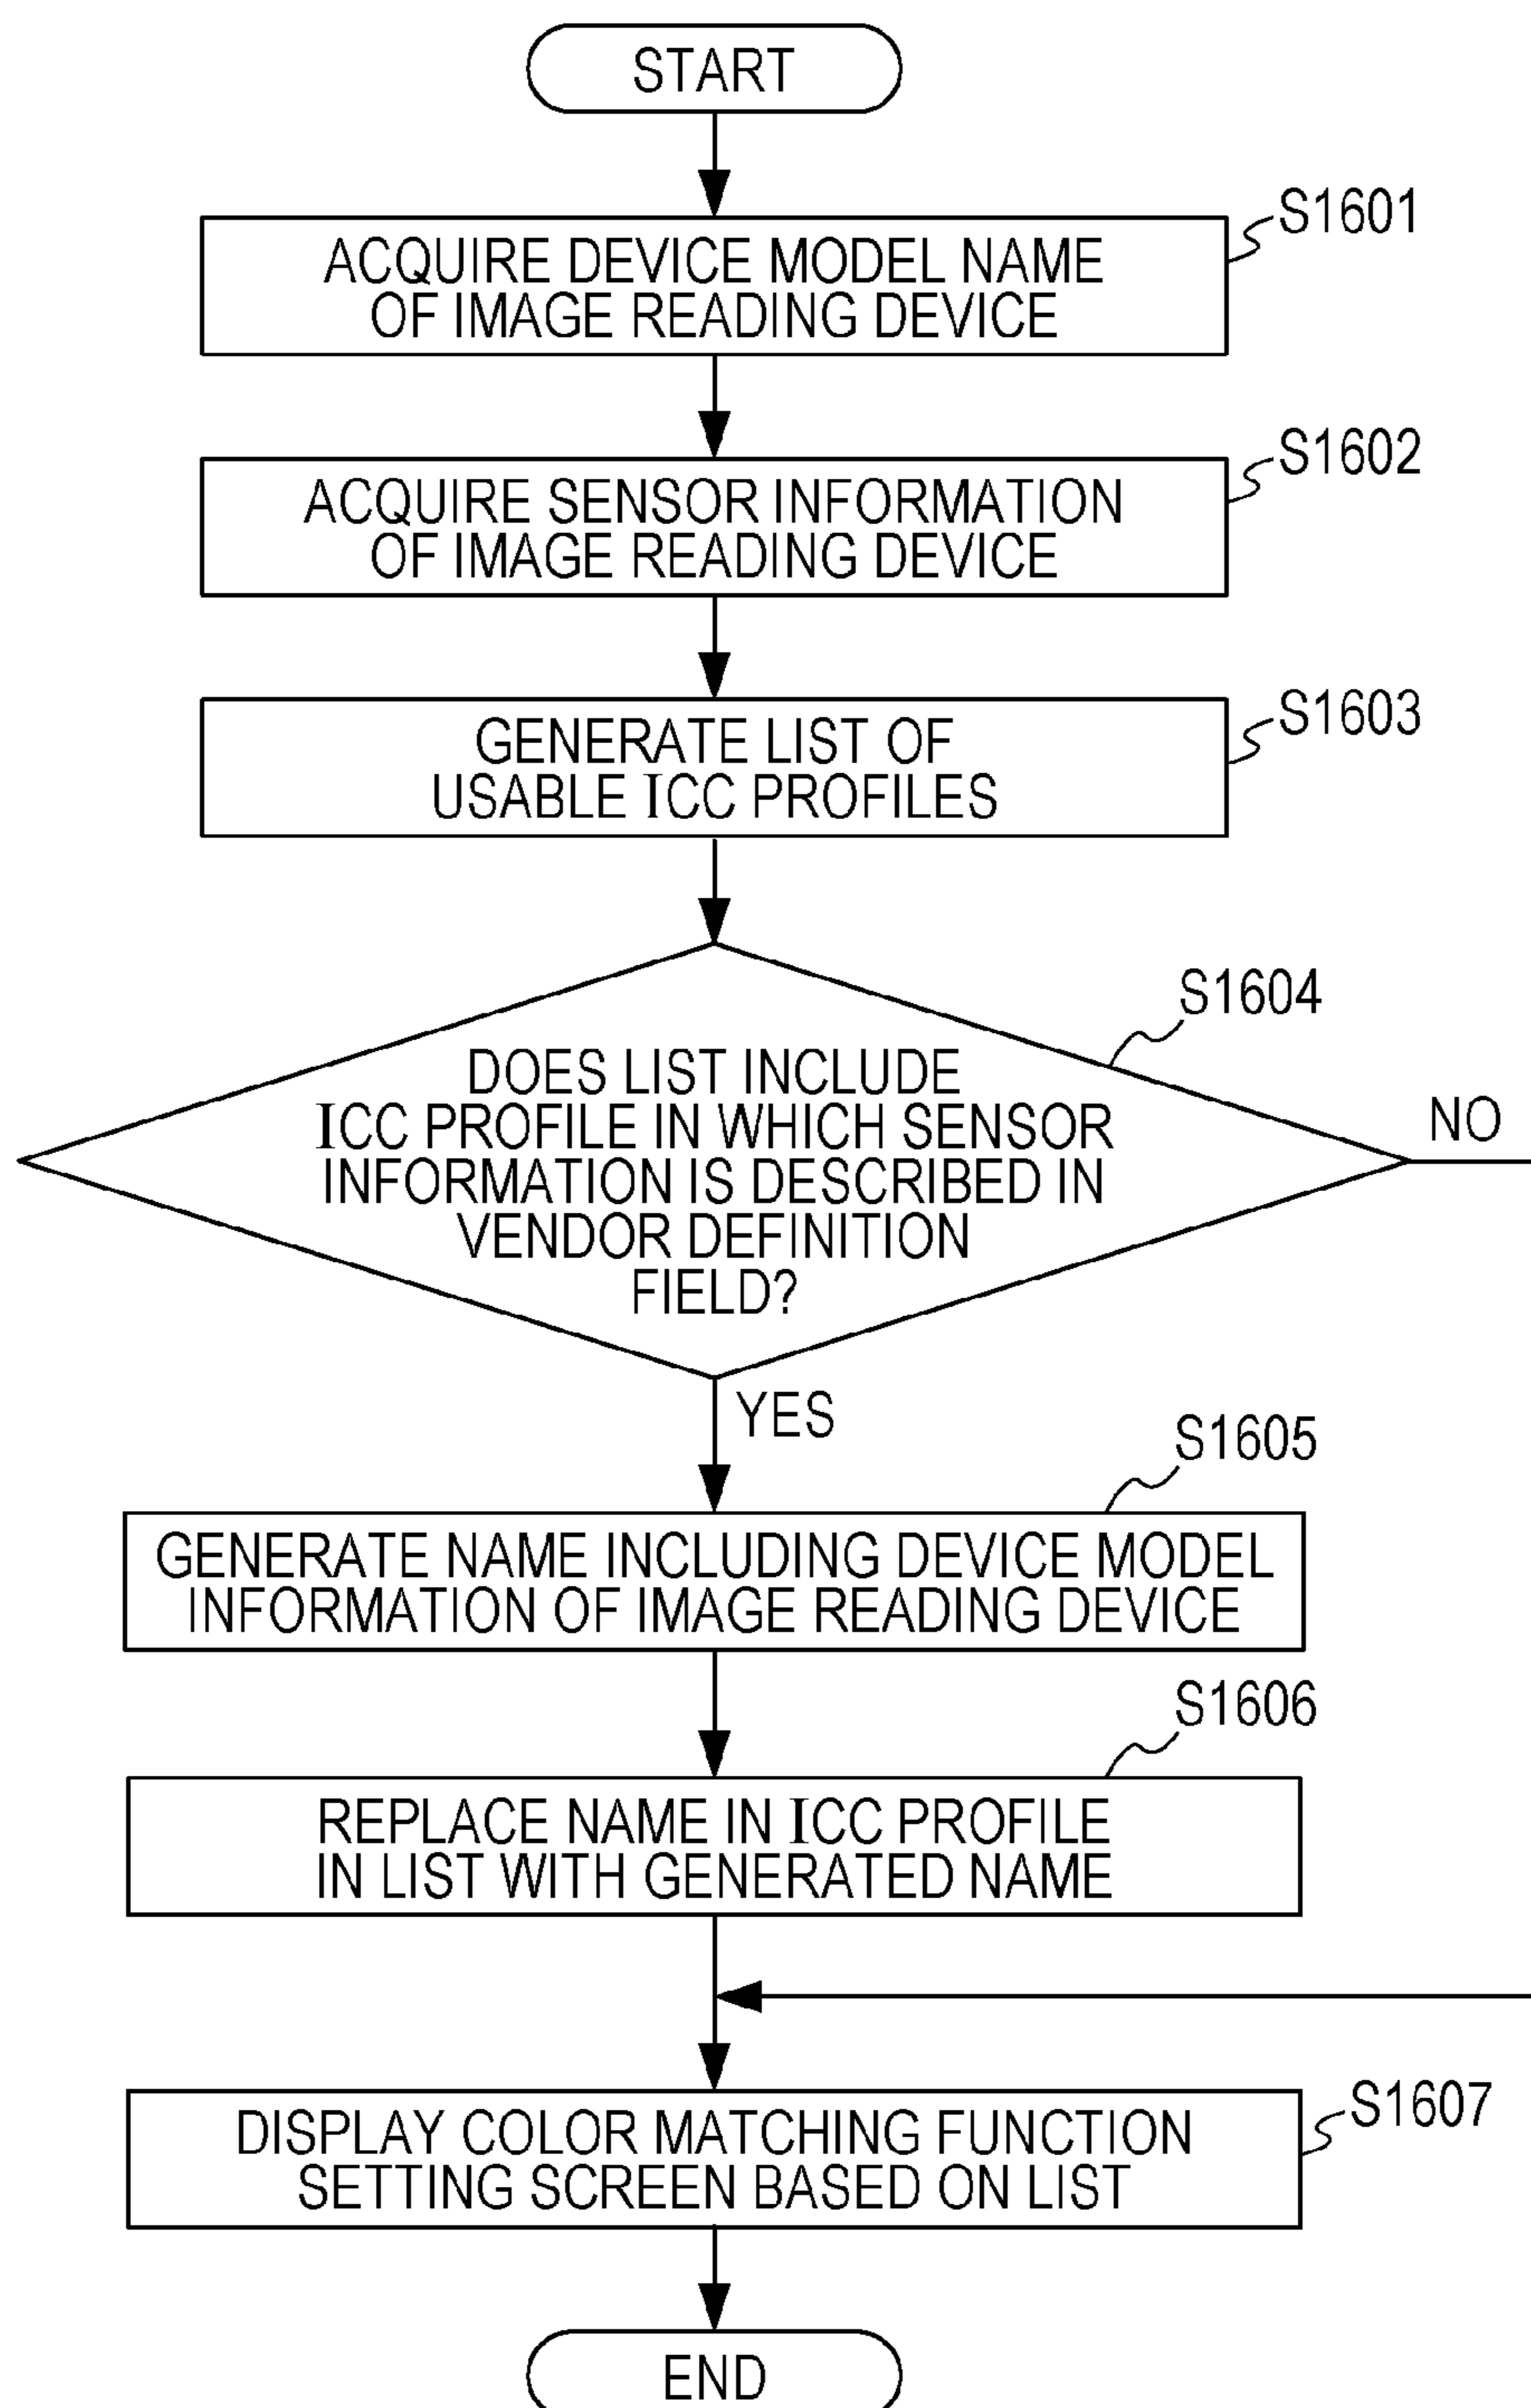 START
S1601
ACQUIRE DEVICE MODEL NAME
OF IMAGE READING DEVICE
S1602
ACQUIRE SENSOR INFORMATION
OF IMAGE READING DEVICE
S1603
GENERATE LIST OF
USABLE ICC PROFILES
S1604
DOES LIST INCLUDE
ICC PROFILE IN WHICH SENSOR
INFORMATION IS DESCRIBED IN
VENDOR DEFINITION
FIELD?
NO
YES
S1605
GENERATE NAME INCLUDING DEVICE MODEL
INFORMATION OF IMAGE READING DEVICE
S1606
REPLACE NAME IN ICC PROFILE
IN LIST WITH GENERATED NAME
S1607
DISPLAY COLOR MATCHING FUNCTION
SETTING SCREEN BASED ON LIST
END